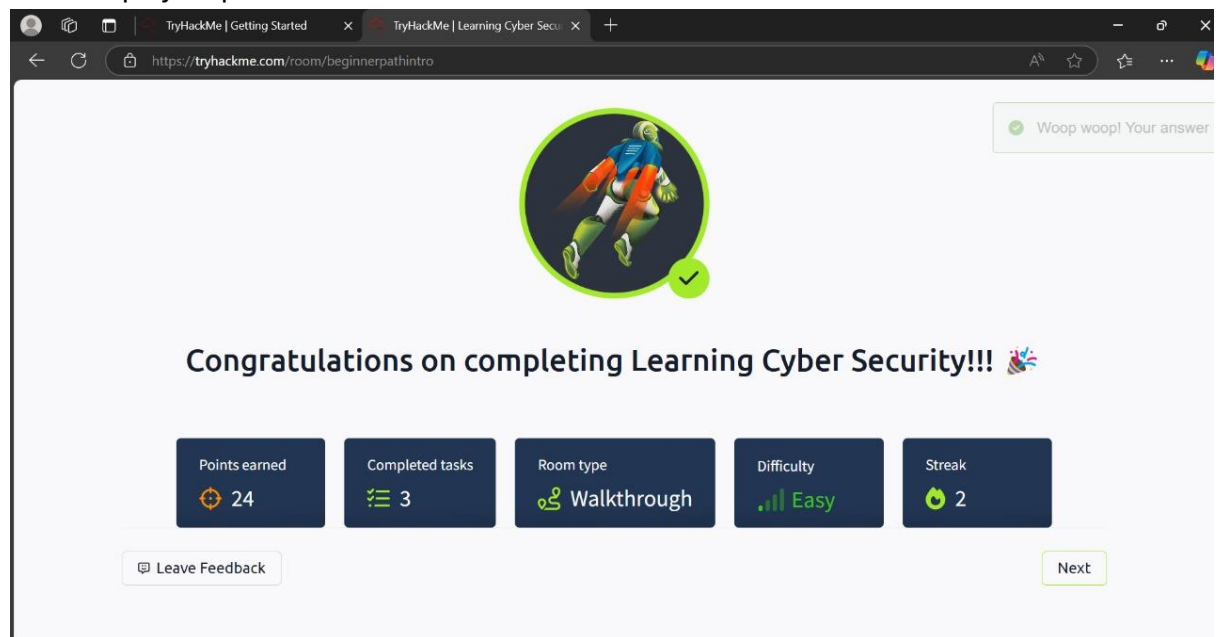 TryHackMe | Getting Started
TryHackMe | Learning Cyber Secu
https://tryhackme.com/room/beginnerpathintro
Woop woop! Your answer
Congratulations on completing Learning Cyber Security!!! 🎉
Points earned
24
Completed tasks
3
Room type
Walkthrough
Difficulty
Easy
Streak
2
Leave Feedback
Next